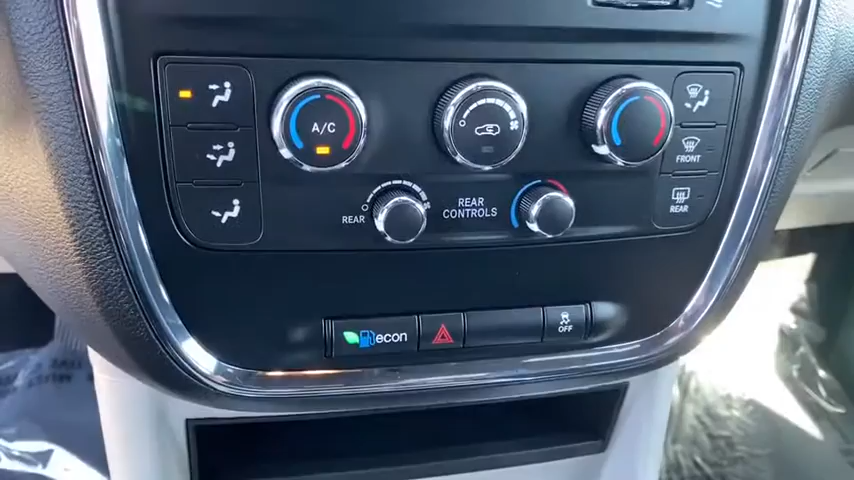 A/C
FRONT
REAR
REAR
REAR
CONTROLS
econ
OFF